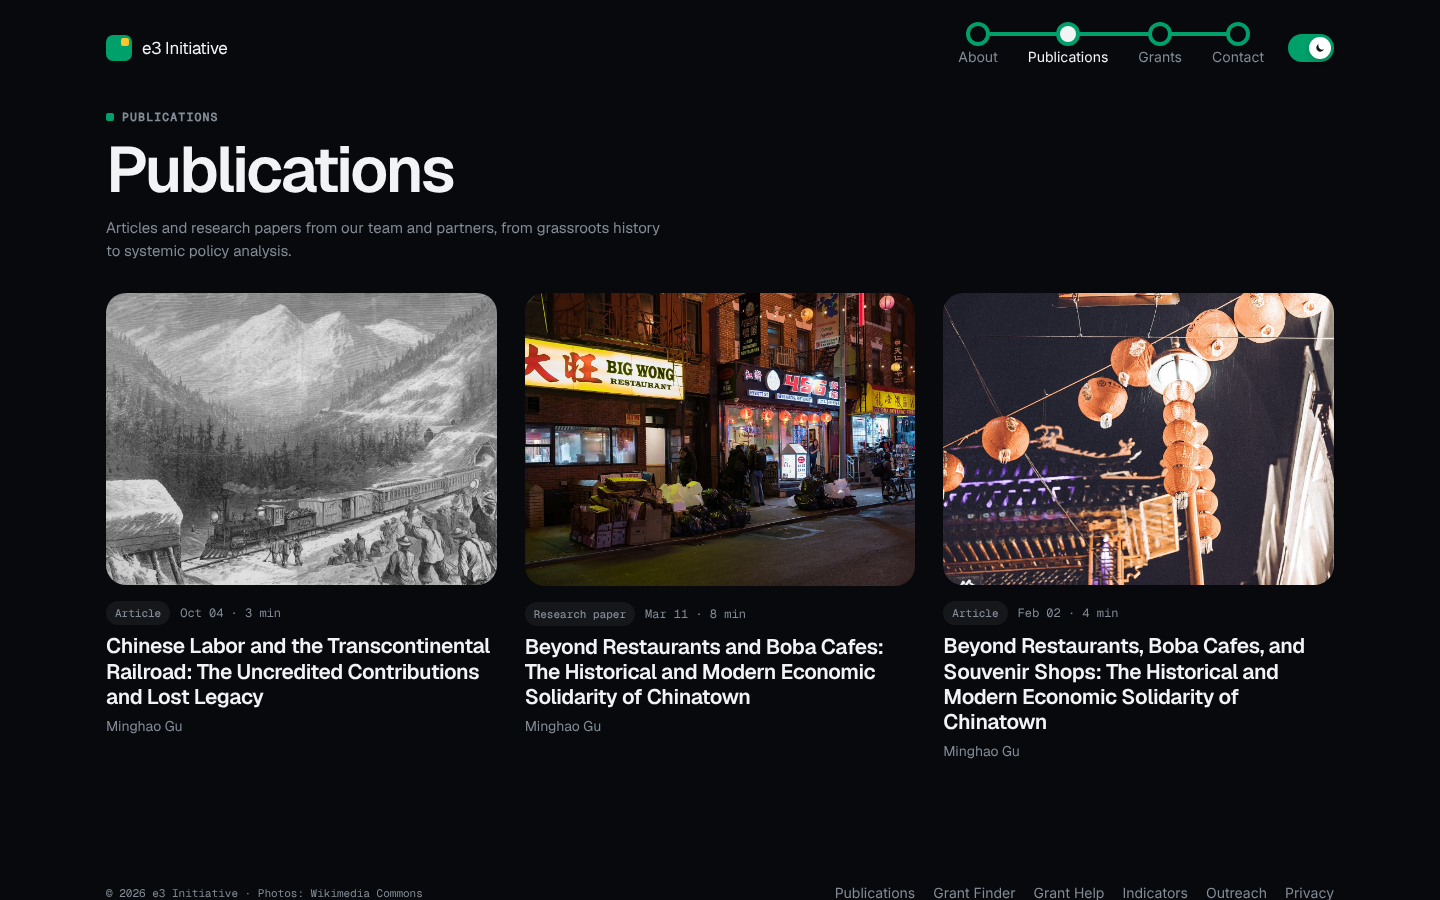 e3 Initiative
About
Publications
Grants
Contact
PUBLICATIONS
Publications
Articles and research papers from our team and partners, from grassroots history
to systemic policy analysis.
大旺 BIG WONG
RESTAURANT
456
Article
Oct 04 · 3 min
Chinese Labor and the Transcontinental
Railroad: The Uncredited Contributions
and Lost Legacy
Minghao Gu
Research paper
Mar 11 · 8 min
Beyond Restaurants and Boba Cafes:
The Historical and Modern Economic
Solidarity of Chinatown
Minghao Gu
Article
Feb 02 · 4 min
Beyond Restaurants, Boba Cafes, and
Souvenir Shops: The Historical and
Modern Economic Solidarity of
Chinatown
Minghao Gu
© 2026 e3 Initiative · Photos: Wikimedia Commons
Publications
Grant Finder
Grant Help
Indicators
Outreach
Privacy